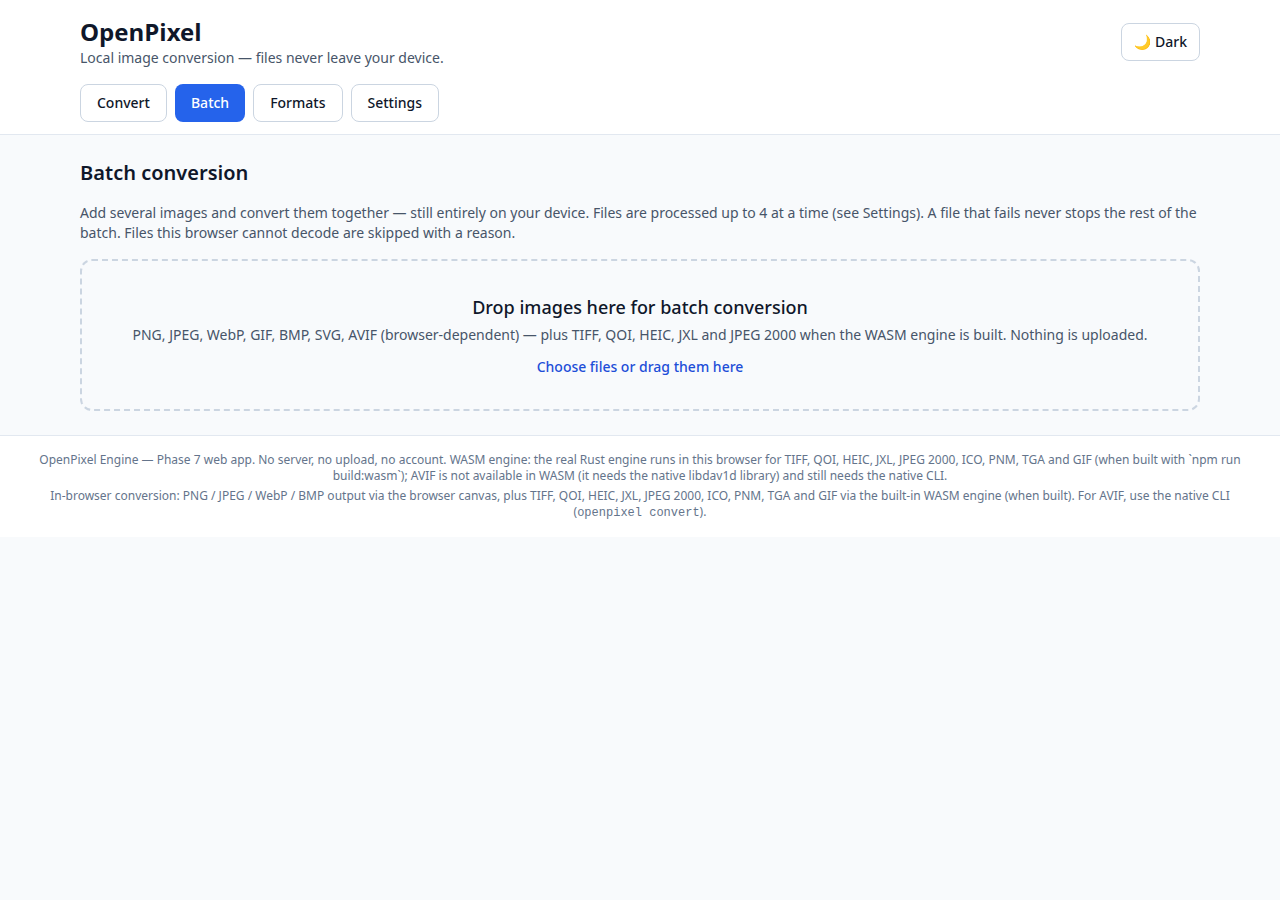 OpenPixel
Local image conversion — files never leave your device.
🌙 Dark
Convert
Batch
Formats
Settings
Batch conversion
Add several images and convert them together — still entirely on your device. Files are processed up to 4 at a time (see Settings). A file that fails never stops the rest of the
batch. Files this browser cannot decode are skipped with a reason.
Drop images here for batch conversion
PNG, JPEG, WebP, GIF, BMP, SVG, AVIF (browser-dependent) — plus TIFF, QOI, HEIC, JXL and JPEG 2000 when the WASM engine is built. Nothing is uploaded.
Choose files or drag them here
OpenPixel Engine — Phase 7 web app. No server, no upload, no account. WASM engine: the real Rust engine runs in this browser for TIFF, QOI, HEIC, JXL, JPEG 2000, ICO, PNM, TGA and GIF (when built with `npm run
build:wasm`); AVIF is not available in WASM (it needs the native libdav1d library) and still needs the native CLI.
In-browser conversion: PNG / JPEG / WebP / BMP output via the browser canvas, plus TIFF, QOI, HEIC, JXL, JPEG 2000, ICO, PNM, TGA and GIF via the built-in WASM engine (when built). For AVIF, use the native CLI
(openpixel convert).